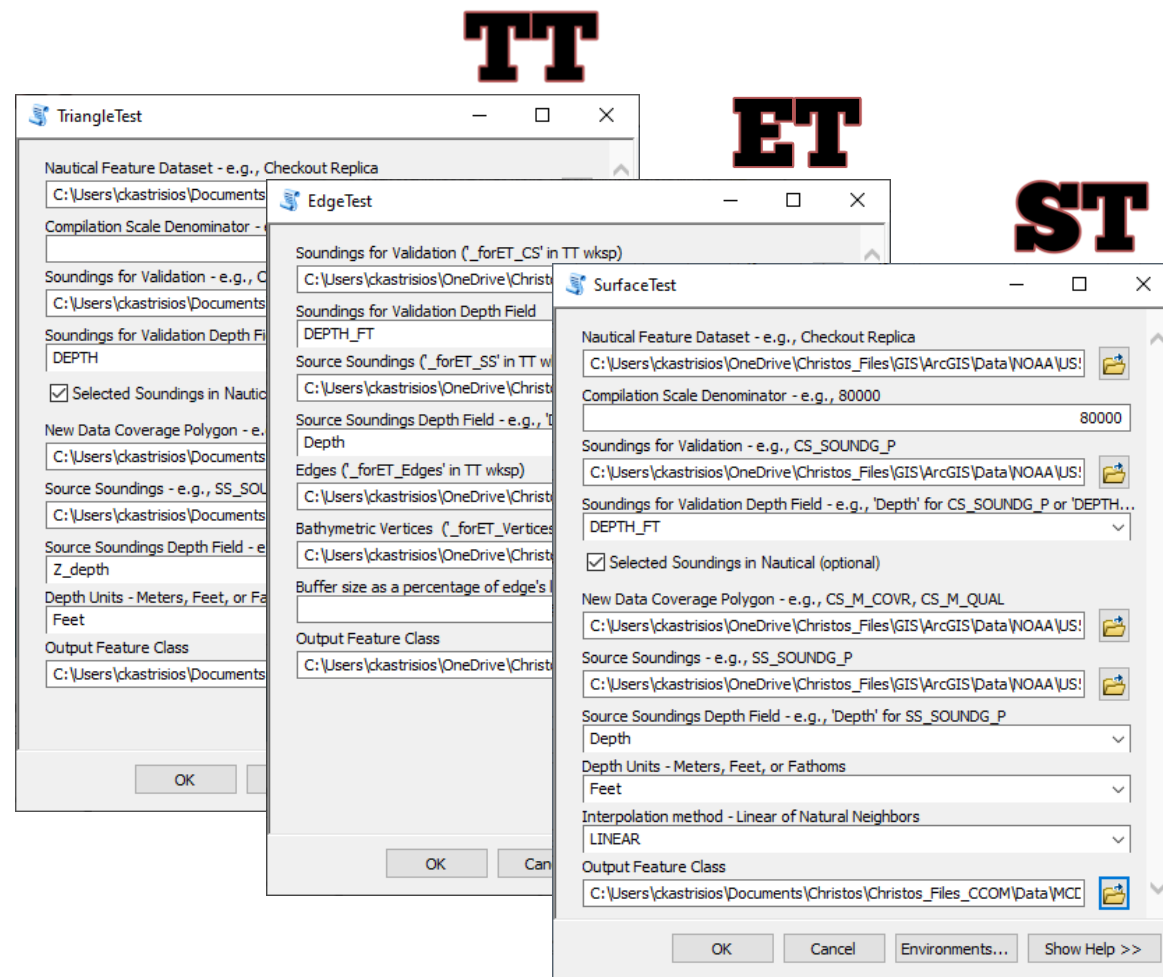 TT
TriangleTest
Nautical Feature Dataset - e.g., Checkout Replica
C:\Users\ckastrisios\Documents
Compilation Scale Denominator -
Soundings for Validation - e.g., C
C:\Users\ckastrisios\Documents
Soundings for Validation Depth Fi
DEPTH
Selected Soundings in Nautic
New Data Coverage Polygon - e.
C:\Users\ckastrisios\Documents
Source Soundings - e.g., SS_SOU
C:\Users\ckastrisios\Documents
Source Soundings Depth Field - e
Z_depth
Depth Units - Meters, Feet, or Fa
Feet
Output Feature Class
C:\Users\ckastrisios\Documents
OK
ET
EdgeTest
Soundings for Validation ('_forET_CS' in TT wksp)
C:\Users\ckastrisios\OneDrive\Christ
Soundings for Validation Depth Field
DEPTH_FT
Source Soundings ('_forET_SS' in TT w
C:\Users\ckastrisios\OneDrive\Christ
Source Soundings Depth Field - e.g., 'D
Depth
Edges ('_forET_Edges' in TT wksp)
C:\Users\ckastrisios\OneDrive\Christ
Bathymetric Vertices ('_forET_Vertices
C:\Users\ckastrisios\OneDrive\Christ
Buffer size as a percentage of edge's l
Output Feature Class
C:\Users\ckastrisios\OneDrive\Christ
OK
Can
ST
SurfaceTest
Nautical Feature Dataset - e.g., Checkout Replica
C:\Users\ckastrisios\OneDrive\Christos_Files\GIS\ArcGIS\Data\NOAA\US!
Compilation Scale Denominator - e.g., 80000
80000
Soundings for Validation - e.g., CS_SOUNDG_P
C:\Users\ckastrisios\OneDrive\Christos_Files\GIS\ArcGIS\Data\NOAA\US!
Soundings for Validation Depth Field - e.g., 'Depth' for CS_SOUNDG_P or 'DEPTH...
DEPTH_FT
Selected Soundings in Nautical (optional)
New Data Coverage Polygon - e.g., CS_M_COVR, CS_M_QUAL
C:\Users\ckastrisios\OneDrive\Christos_Files\GIS\ArcGIS\Data\NOAA\US!
Source Soundings - e.g., SS_SOUNDG_P
C:\Users\ckastrisios\OneDrive\Christos_Files\GIS\ArcGIS\Data\NOAA\US!
Source Soundings Depth Field - e.g., 'Depth' for SS_SOUNDG_P
Depth
Depth Units - Meters, Feet, or Fathoms
Feet
Interpolation method - Linear of Natural Neighbors
LINEAR
Output Feature Class
C:\Users\ckastrisios\Documents\Christos\Christos_Files_CCOM\Data\MCD
OK
Cancel
Environments...
Show Help >>